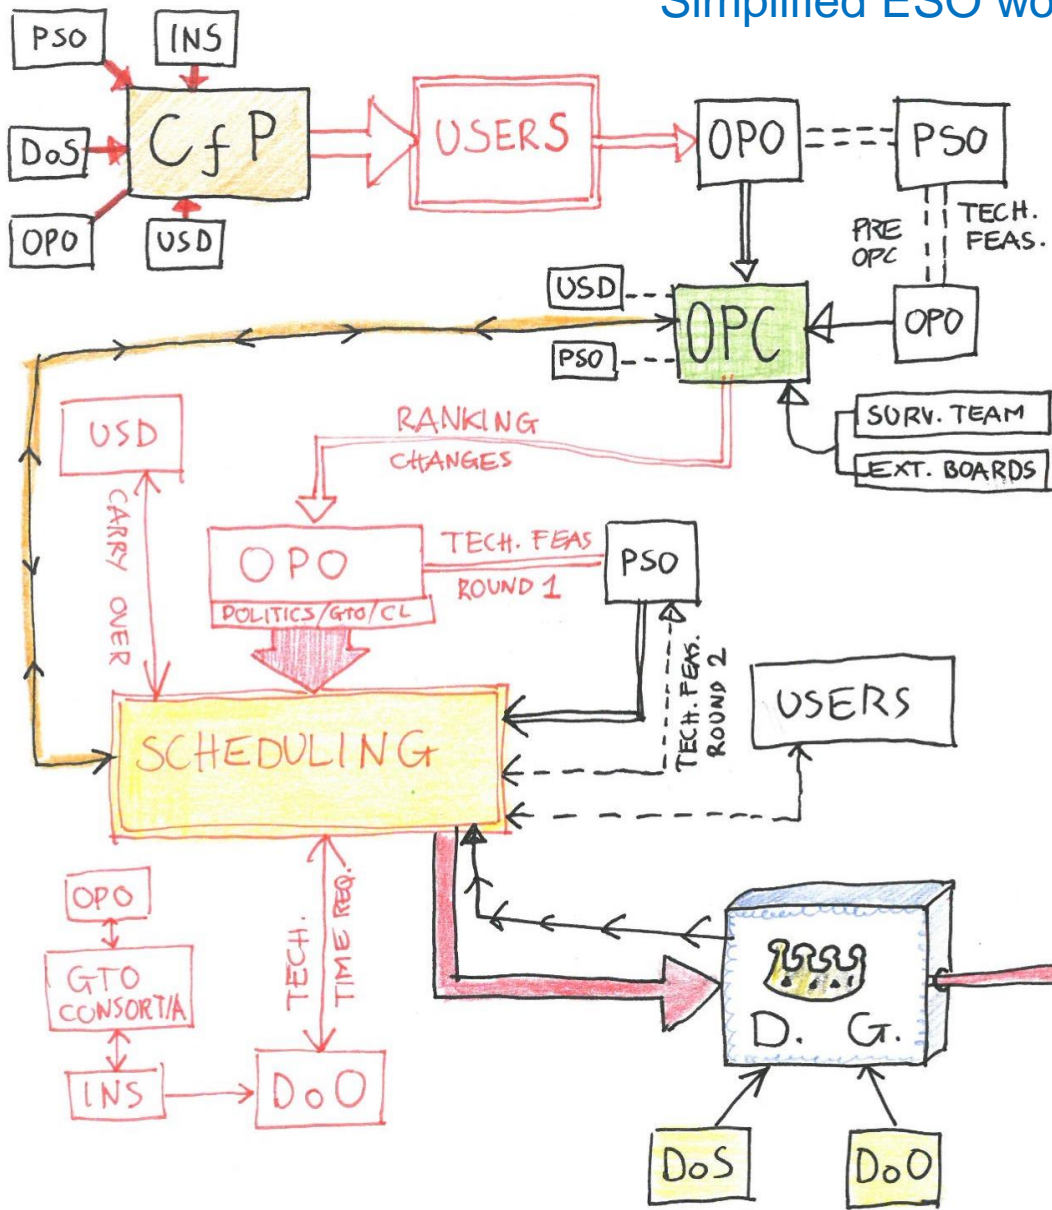 Simplified ESO wo
PSO
INS
CfP
DoS
OPO
USD
USERS
OPO
PSO
PRE
OPC
TECH.
FEAS.
USD
PSO
OPC
OPO
SURV. TEAM
EXT. BOARDS
USD
RANKING
CHANGES
CARRY OVER
OPO
POLITICS/GTO/CL
TECH. FEAS
ROUND 1
PSO
TECH. FEAS.
ROUND 2
USERS
SCHEDULING
OPO
GTO
CONSORTIA
INS
TECH.
TIME REQ.
DoO
D. G.
DoS
DoO